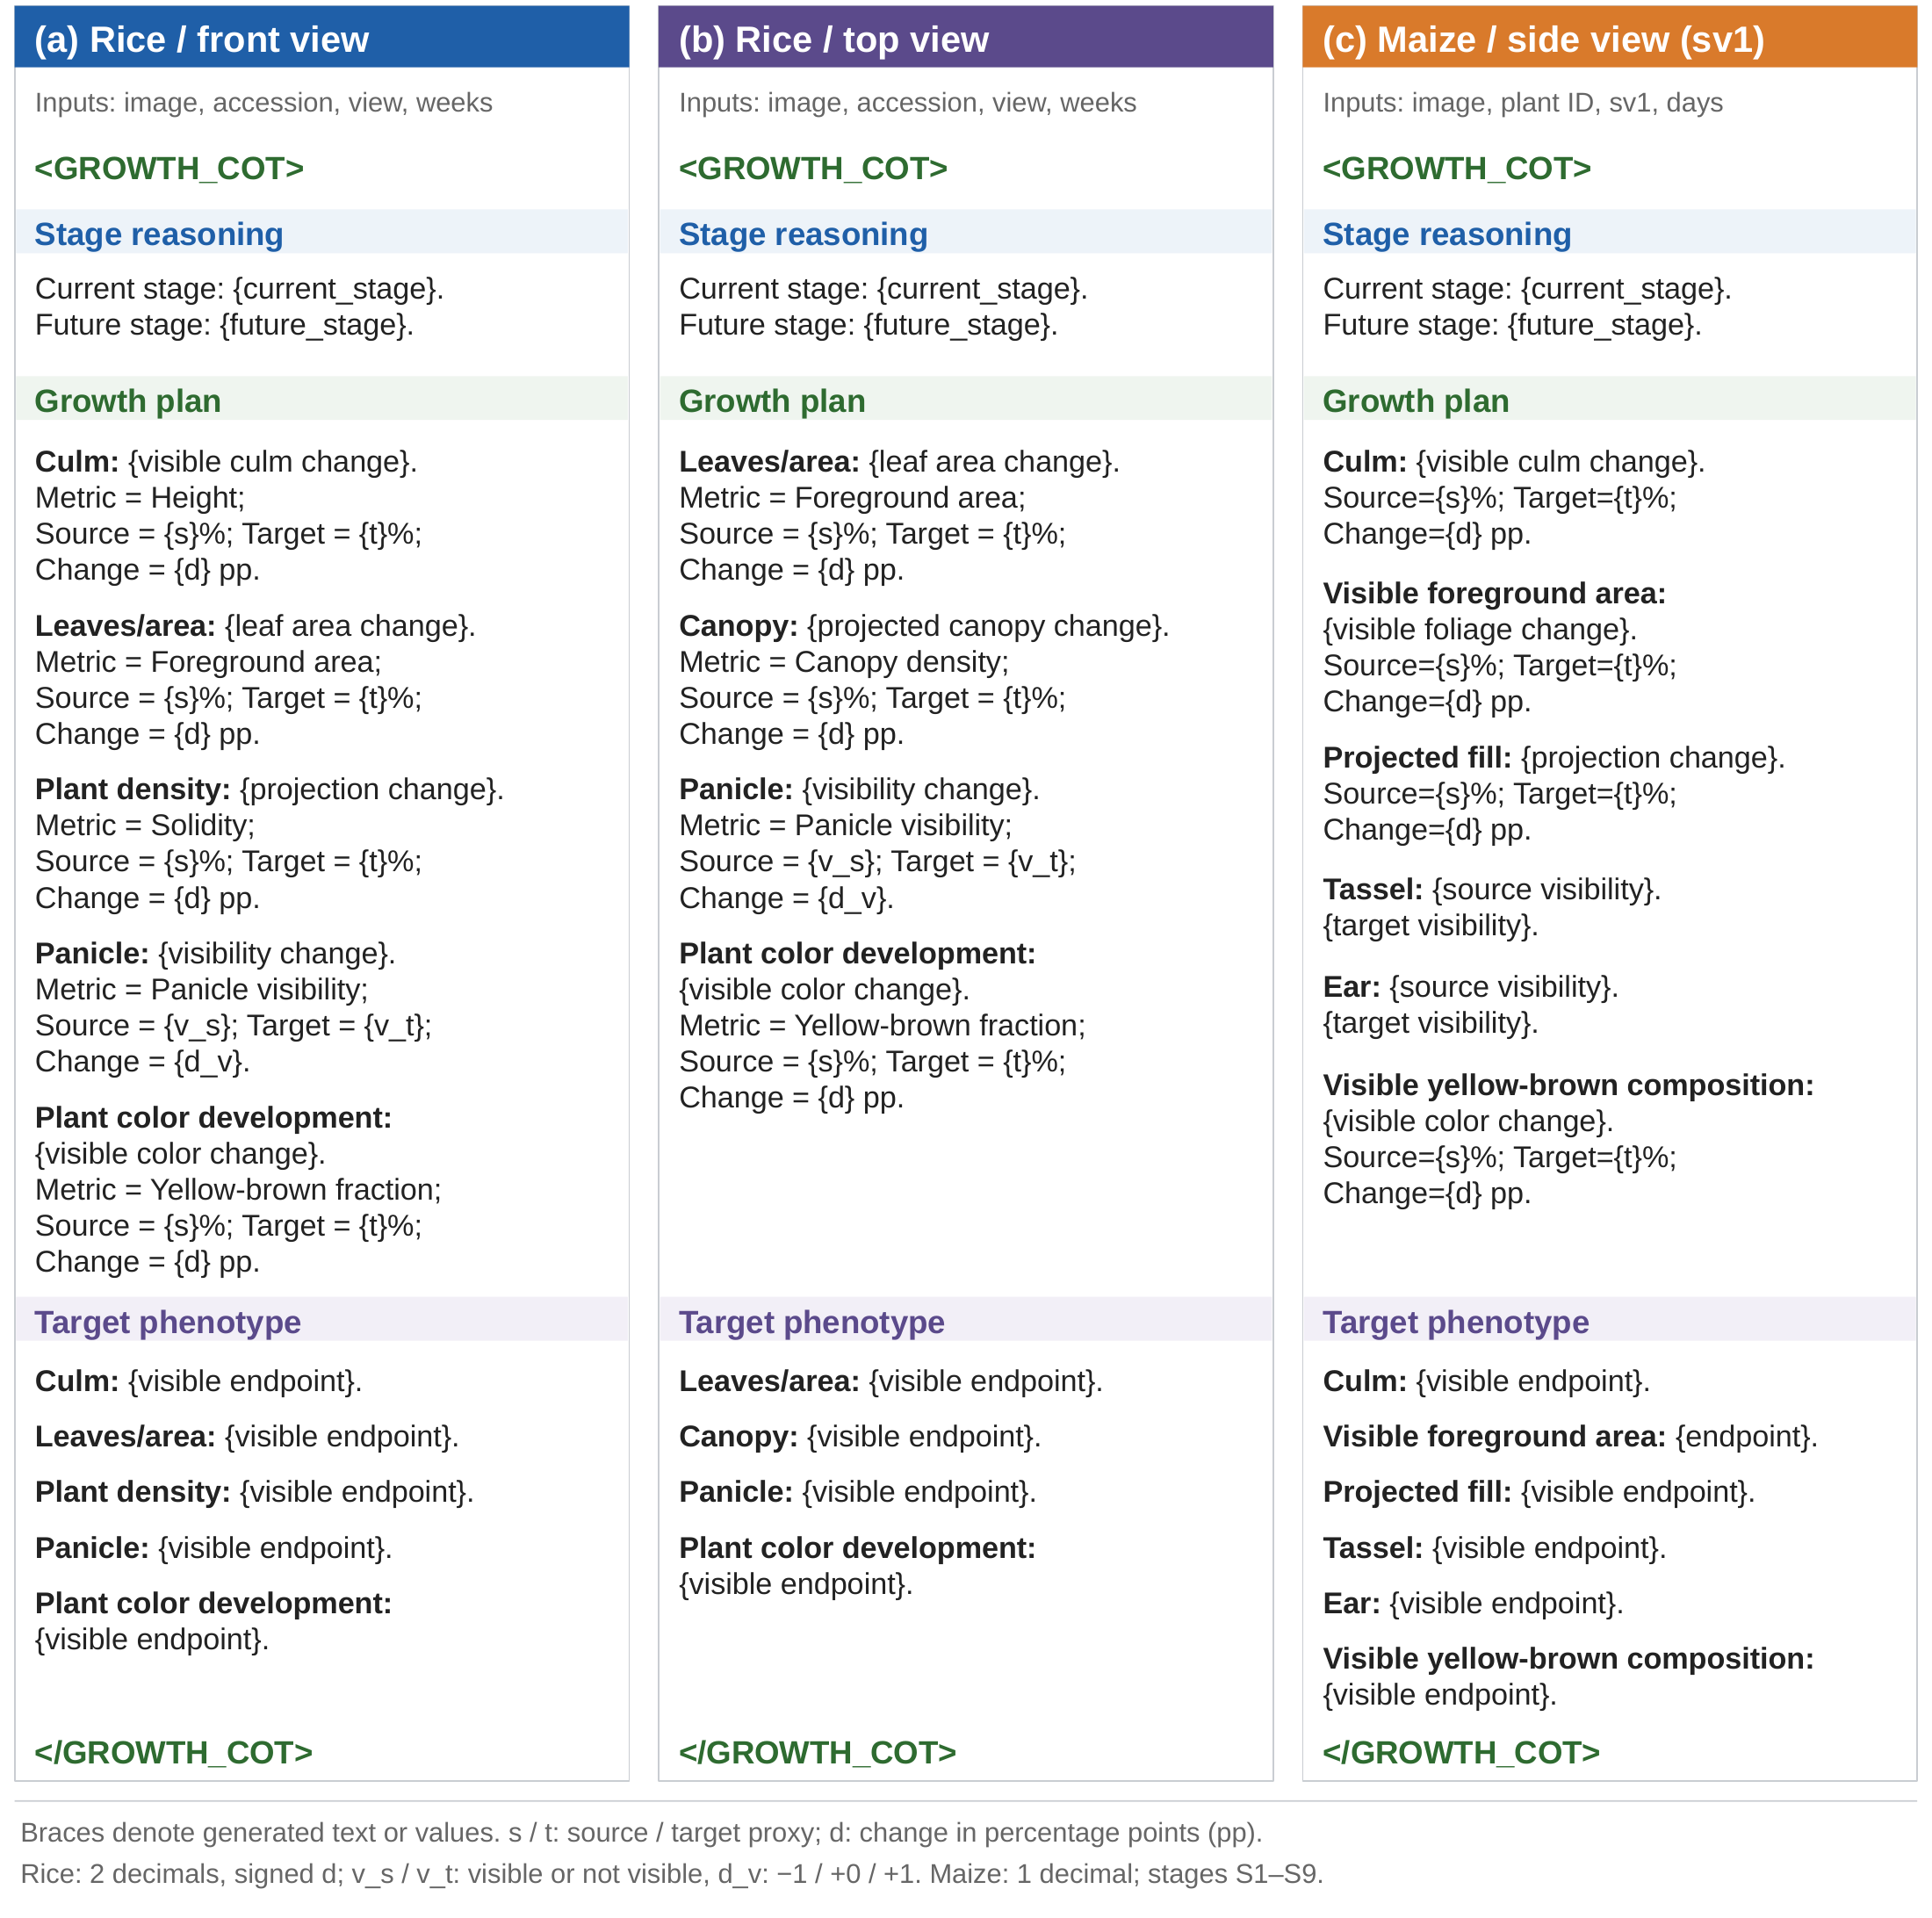 (a) Rice / front view
Inputs: image, accession, view, weeks
<GROWTH_COT>
Stage reasoning
Current stage: {current_stage}.
Future stage: {future_stage}.
Growth plan
Culm: {visible culm change}.
Metric = Height;
Source = {s}%; Target = {t}%;
Change = {d} pp.
Leaves/area: {leaf area change}.
Metric = Foreground area;
Source = {s}%; Target = {t}%;
Change = {d} pp.
Plant density: {projection change}.
Metric = Solidity;
Source = {s}%; Target = {t}%;
Change = {d} pp.
Panicle: {visibility change}.
Metric = Panicle visibility;
Source = {v_s}; Target = {v_t};
Change = {d_v}.
Plant color development:
{visible color change}.
Metric = Yellow-brown fraction;
Source = {s}%; Target = {t}%;
Change = {d} pp.
Target phenotype
Culm: {visible endpoint}.
Leaves/area: {visible endpoint}.
Plant density: {visible endpoint}.
Panicle: {visible endpoint}.
Plant color development:
{visible endpoint}.
</GROWTH_COT>
(b) Rice / top view
Inputs: image, accession, view, weeks
<GROWTH_COT>
Stage reasoning
Current stage: {current_stage}.
Future stage: {future_stage}.
Growth plan
Leaves/area: {leaf area change}.
Metric = Foreground area;
Source = {s}%; Target = {t}%;
Change = {d} pp.
Canopy: {projected canopy change}.
Metric = Canopy density;
Source = {s}%; Target = {t}%;
Change = {d} pp.
Panicle: {visibility change}.
Metric = Panicle visibility;
Source = {v_s}; Target = {v_t};
Change = {d_v}.
Plant color development:
{visible color change}.
Metric = Yellow-brown fraction;
Source = {s}%; Target = {t}%;
Change = {d} pp.
Target phenotype
Leaves/area: {visible endpoint}.
Canopy: {visible endpoint}.
Panicle: {visible endpoint}.
Plant color development:
{visible endpoint}.
</GROWTH_COT>
(c) Maize / side view (sv1)
Inputs: image, plant ID, sv1, days
<GROWTH_COT>
Stage reasoning
Current stage: {current_stage}.
Future stage: {future_stage}.
Growth plan
Culm: {visible culm change}.
Source={s}%; Target={t}%;
Change={d} pp.
Visible foreground area:
{visible foliage change}.
Source={s}%; Target={t}%;
Change={d} pp.
Projected fill: {projection change}.
Source={s}%; Target={t}%;
Change={d} pp.
Tassel: {source visibility}.
{target visibility}.
Ear: {source visibility}.
{target visibility}.
Visible yellow-brown composition:
{visible color change}.
Source={s}%; Target={t}%;
Change={d} pp.
Target phenotype
Culm: {visible endpoint}.
Visible foreground area: {endpoint}.
Projected fill: {visible endpoint}.
Tassel: {visible endpoint}.
Ear: {visible endpoint}.
Visible yellow-brown composition:
{visible endpoint}.
</GROWTH_COT>
Braces denote generated text or values. s / t: source / target proxy; d: change in percentage points (pp).
Rice: 2 decimals, signed d; v_s / v_t: visible or not visible, d_v: −1 / +0 / +1. Maize: 1 decimal; stages S1–S9.